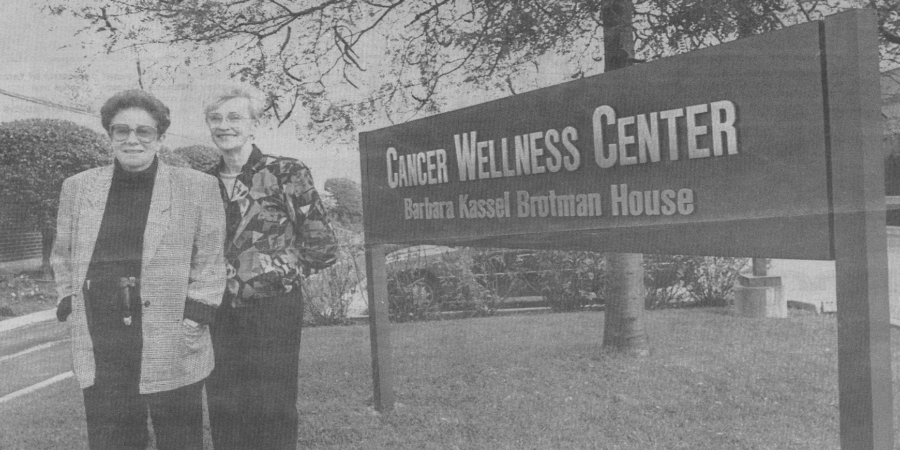 CANCER WELLNESS CENTER
Barbara Kassel Brotman House